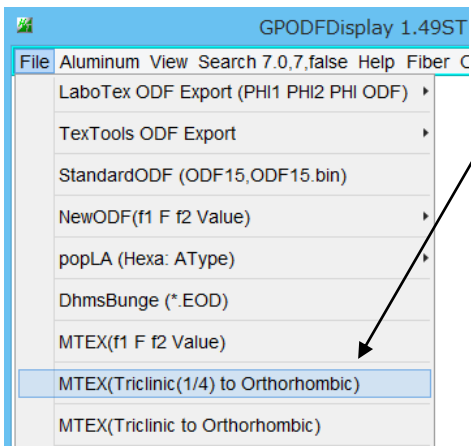 GPODFDisplay 1.49ST
File Aluminum View Search 7.0,7,false Help Fiber
LaboTex ODF Export (PHI1 PHI2 PHI ODF)
TexTools ODF Export
StandardODF (ODF15,ODF15.bin)
NewODF(f1 F f2 Value)
popLA (Hexa: AType)
DhmsBunge (*.EOD)
MTEX(f1 F f2 Value)
MTEX(Triclinic(1/4) to Orthorhombic)
MTEX(Triclinic to Orthorhombic)